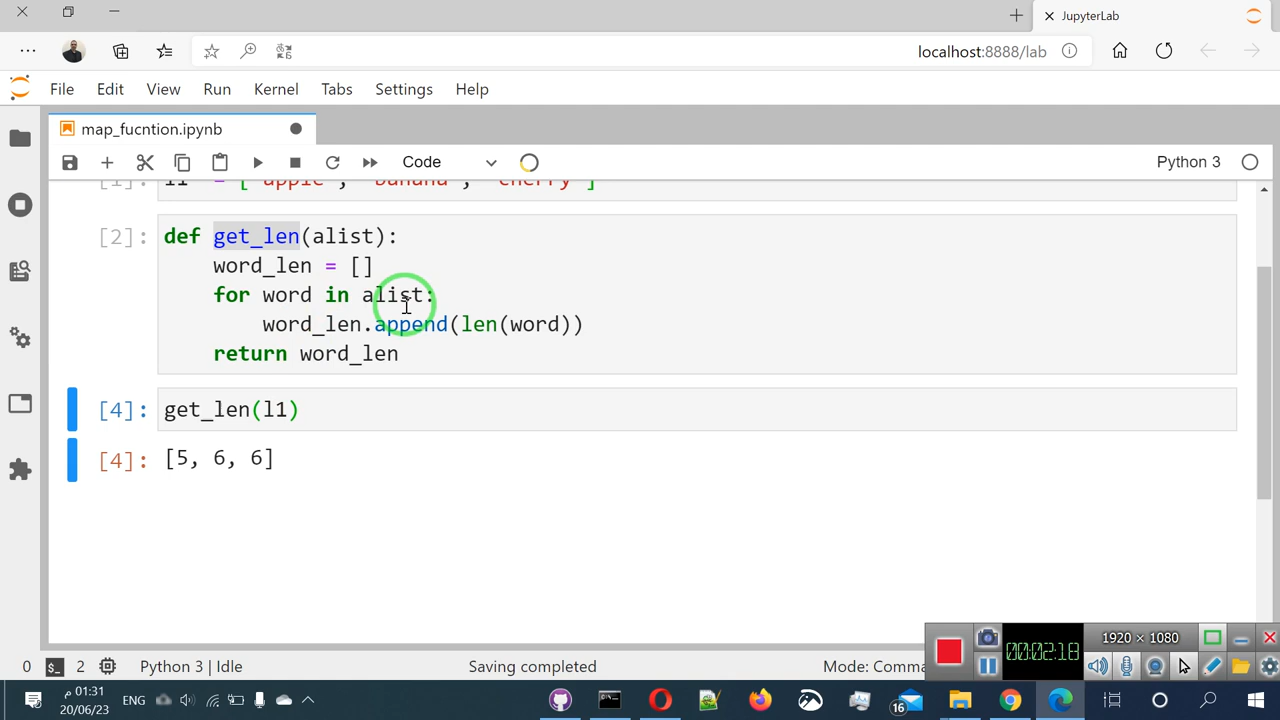 JupyterLab
localhost:8888/lab
File Edit View Run Kernel Tabs Settings Help
map_fucntion.ipynb
Code Python 3
[1]: l1 = ["apple", "banana", "cherry"]
[2]: def get_len(alist):
word_len = []
for word in alist:
word_len.append(len(word))
return word_len
[4]: get_len(l1)
[4]: [5, 6, 6]
1920 × 1080
00:02:18
0 2 Python 3 | Idle Saving completed Mode: Comma
ENG 01:31 م
20/06/23
16